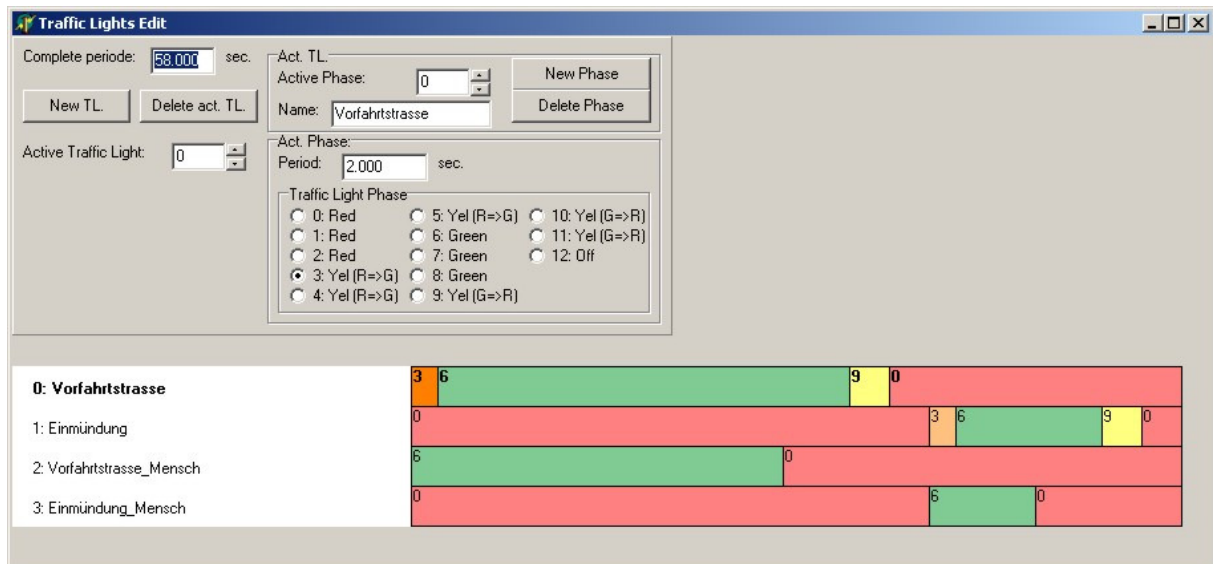 Traffic Lights Edit
Complete periode: 58.000 sec.
New TL. Delete act. TL.
Active Traffic Light: 0
Act. TL.
Active Phase: 0 New Phase
Name: Vorfahrtstrasse Delete Phase
Act. Phase:
Period: 2.000 sec.
Traffic Light Phase
0: Red 5: Yel (R=>G) 10: Yel (G=>R)
1: Red 6: Green 11: Yel (G=>R)
2: Red 7: Green 12: Off
3: Yel (R=>G) 8: Green
4: Yel (R=>G) 9: Yel (G=>R)
0: Vorfahrtstrasse 3 6 9 0
1: Einmündung 0 3 6 9 0
2: Vorfahrtstrasse_Mensch 6 0
3: Einmündung_Mensch 0 6 0